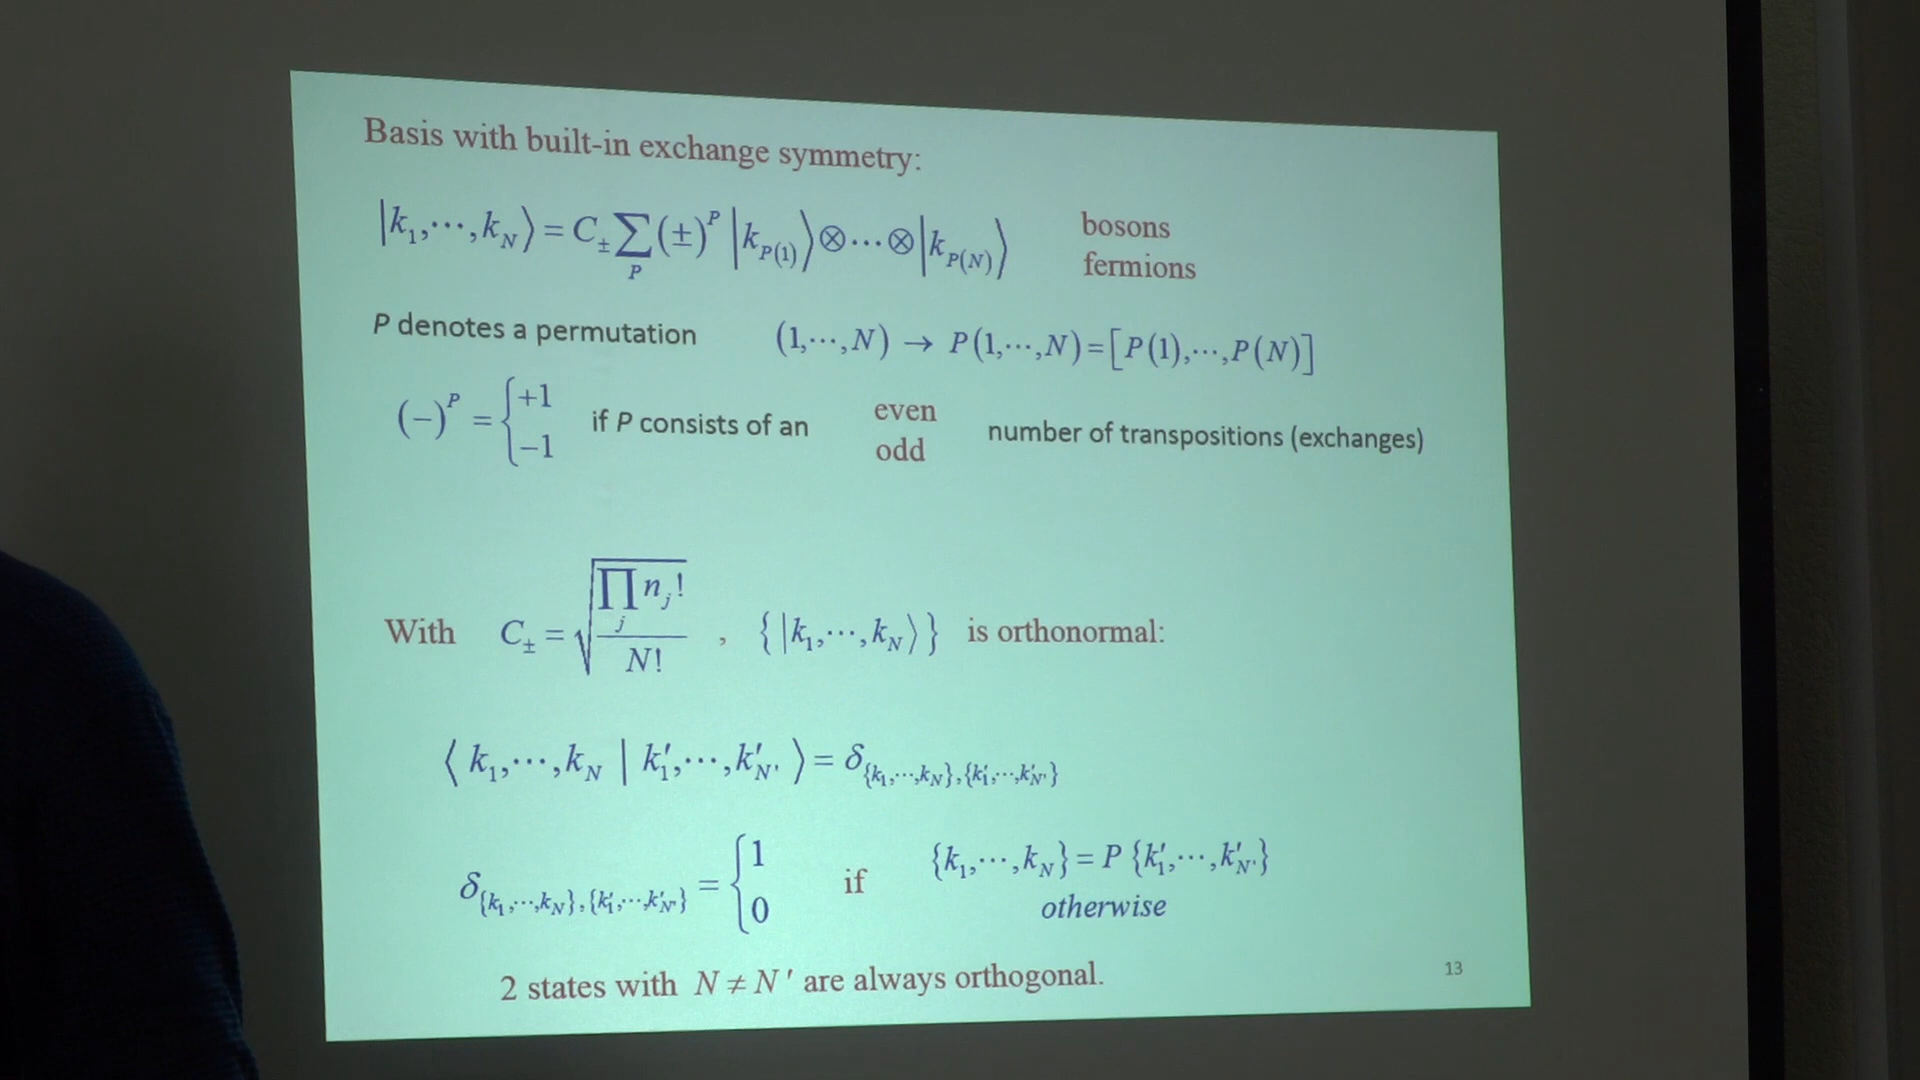 Basis with built-in exchange symmetry:
|k₁,⋯,k_N⟩ = C_± ∑_P (±)^P |k_P(1)⟩ ⊗⋯⊗ |k_P(N)⟩ bosons
fermions
P denotes a permutation (1,⋯,N) → P(1,⋯,N) = [P(1),⋯,P(N)]
(−)^P = { +1 −1 if P consists of an even odd number of transpositions (exchanges)
With C_± = √(∏_j n_j! / N!) , { |k₁,⋯,k_N⟩ } is orthonormal:
⟨ k₁,⋯,k_N | k′₁,⋯,k′_N' ⟩ = δ_{k₁,⋯,k_N},{k′₁,⋯,k′_N'}
δ_{k₁,⋯,k_N},{k′₁,⋯,k′_N'} = { 1 0 if {k₁,⋯,k_N} = P {k′₁,⋯,k′_N'}
otherwise
2 states with N ≠ N ' are always orthogonal.
13